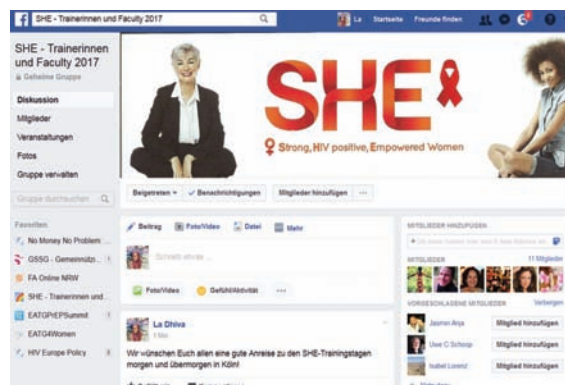 SHE - Trainerinnen und Faculty 2017
La
Startseite
Freunde finden
SHE - Trainerinnen
und Faculty 2017
Geheime Gruppe
Diskussion
Mitglieder
Veranstaltungen
Fotos
Gruppe verwalten
Gruppe durchsuchen
Favoriten
No Money No Problem:
GSSG - Gemeinnützi...
FA Online NRW
SHE - Trainerinnen und...
EATGPrEPSummit
EATG4Women
HIV Europe Policy
SHE
Strong, HIV positive, Empowered Women
Beigetreten
Benachrichtigungen
Mitglieder hinzufügen
Beitrag
Foto/Video
Datei
Mehr
Schreib etwas ...
Foto/Video
Gefühl/Aktivität
La Dhiva
Wir wünschen Euch allen eine gute Anreise zu den SHE-Trainingstagen
morgen und übermorgen in Köln!
MITGLIEDER HINZUFÜGEN
MITGLIEDER
11 Mitglieder
VORGESCHLAGENE MITGLIEDER
Verbergen
Jasmin Anja
Mitglied hinzufügen
Uwe C Schoop
Mitglied hinzufügen
Isabel Lorenz
Mitglied hinzufügen